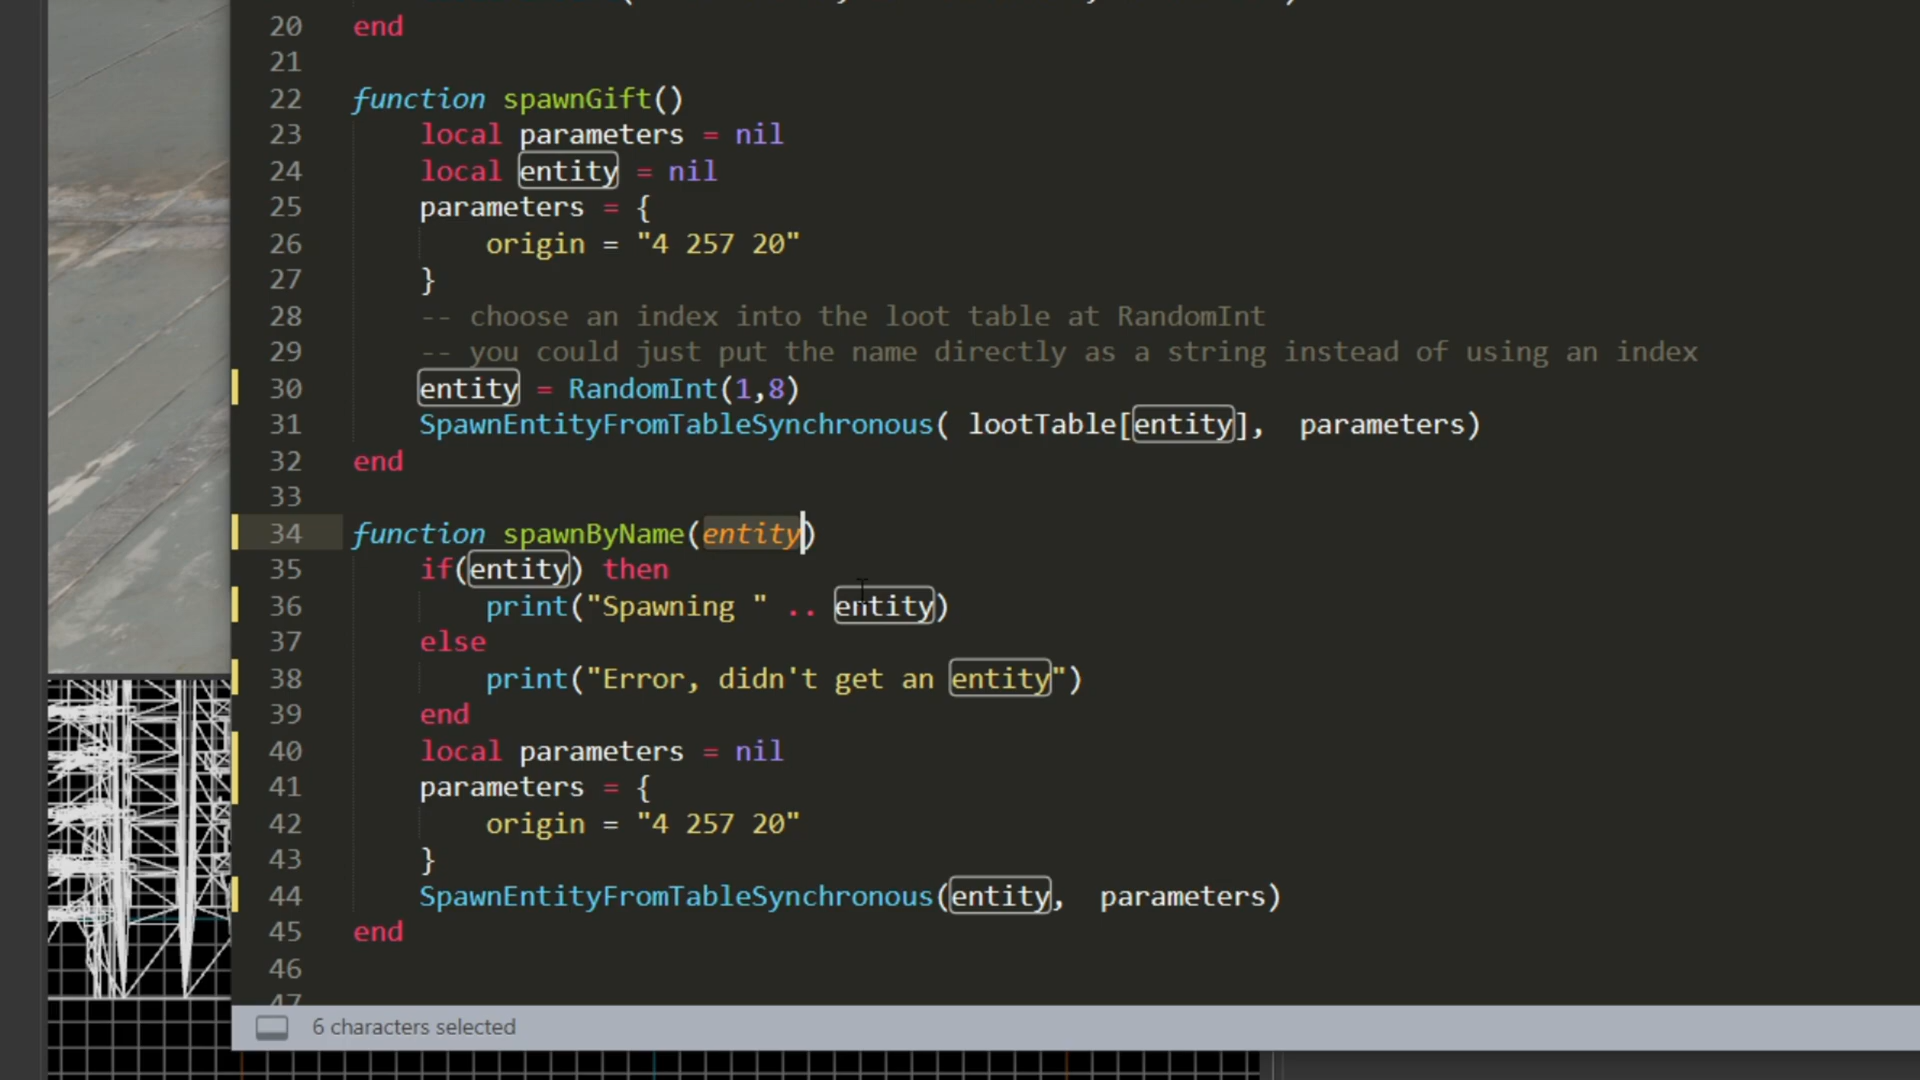 20 end
21
22 function spawnGift()
23 local parameters = nil
24 local entity = nil
25 parameters = {
26 origin = "4 257 20"
27 }
28 -- choose an index into the loot table at RandomInt
29 -- you could just put the name directly as a string instead of using an index
30 entity = RandomInt(1,8)
31 SpawnEntityFromTableSynchronous( lootTable[entity], parameters)
32 end
33
34 function spawnByName(entity)
35 if(entity) then
36 print("Spawning " .. entity)
37 else
38 print("Error, didn't get an entity")
39 end
40 local parameters = nil
41 parameters = {
42 origin = "4 257 20"
43 }
44 SpawnEntityFromTableSynchronous(entity, parameters)
45 end
46
47
6 characters selected